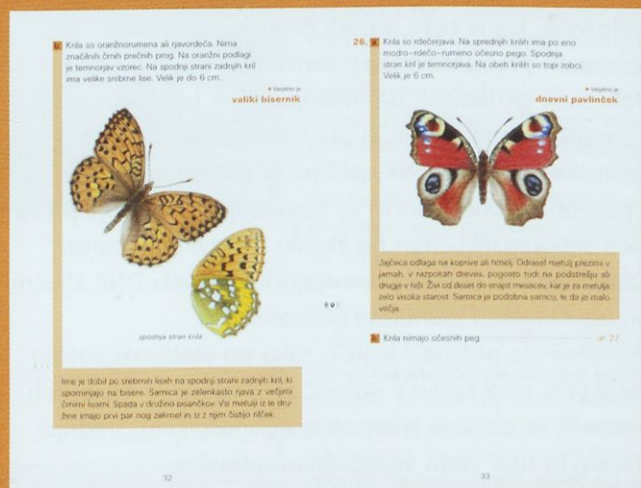 b Krila so oranžnorumena ali rjavordeča. Nima
značilnih črnih prečnih prog. Na oranžni podlagi
je temnorjav vzorec. Na spodnji strani zadnjih kril
ima velike srebrne lise. Velik je do 6 cm.
• Verjetno je
veliki bisernik
spodnja stran krila
Ime je dobil po srebrnih lisah na spodnji strani zadnjih kril, ki
spominjajo na bisere. Samica je zelenkasto rjava z večjimi
črnimi lisami. Spada v družino pisančkov. Vsi metulji iz te dru-
žine imajo prvi par nog zakrnel in si z njim čistijo rilček.
32
26. a Krila so rdečerjava. Na sprednjih krilih ima po eno
modro–rdečo–rumeno očesno pego. Spodnja
stran kril je temnorjava. Na obeh krilih so topi zobci.
Velik je 6 cm.
• Verjetno je
dnevni pavlinček
Jajčeca odlaga na koprive ali hmelj. Odrasel metulj prezimi v
jamah, v razpokah dreves, pogosto tudi na podstrešju ali
drugje v hiši. Živi od deset do enajst mesecev, kar je za metulja
zelo visoka starost. Samica je podobna samcu, le da je malo
večja.
b Krila nimajo očesnih peg. 27
33